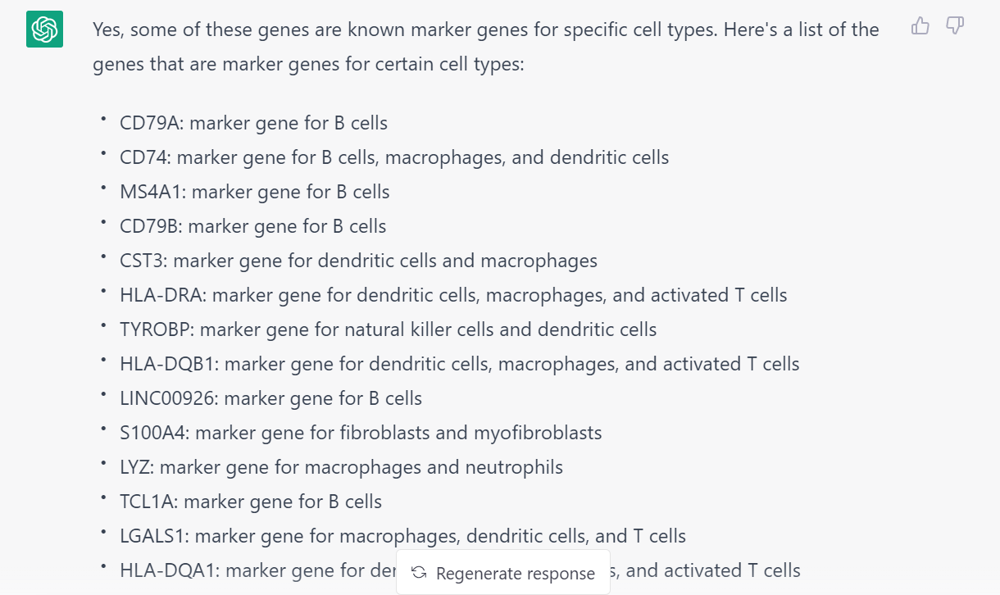 Yes, some of these genes are known marker genes for specific cell types. Here's a list of the
genes that are marker genes for certain cell types:
• CD79A: marker gene for B cells
• CD74: marker gene for B cells, macrophages, and dendritic cells
• MS4A1: marker gene for B cells
• CD79B: marker gene for B cells
• CST3: marker gene for dendritic cells and macrophages
• HLA-DRA: marker gene for dendritic cells, macrophages, and activated T cells
• TYROBP: marker gene for natural killer cells and dendritic cells
• HLA-DQB1: marker gene for dendritic cells, macrophages, and activated T cells
• LINC00926: marker gene for B cells
• S100A4: marker gene for fibroblasts and myofibroblasts
• LYZ: marker gene for macrophages and neutrophils
• TCL1A: marker gene for B cells
• LGALS1: marker gene for macrophages, dendritic cells, and T cells
• HLA-DQA1: marker gene for , and activated T cells
Regenerate response